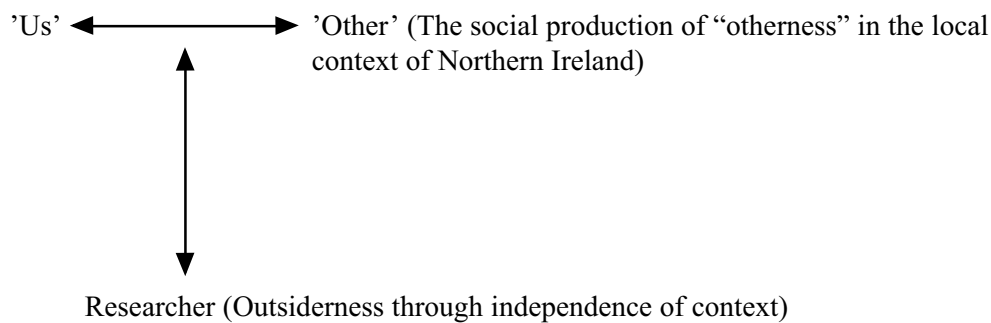 ’Us’ ’Other’ (The social production of “otherness” in the local
context of Northern Ireland)
Researcher (Outsiderness through independence of context)